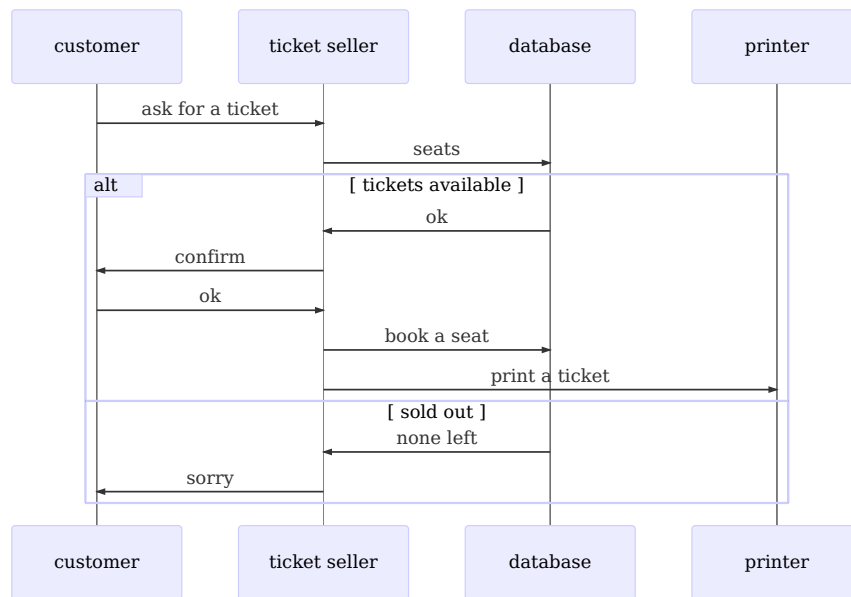 customer
ticket seller
database
printer
ask for a ticket
seats
alt
[ tickets available ]
ok
confirm
ok
book a seat
print a ticket
[ sold out ]
none left
sorry
customer
ticket seller
database
printer